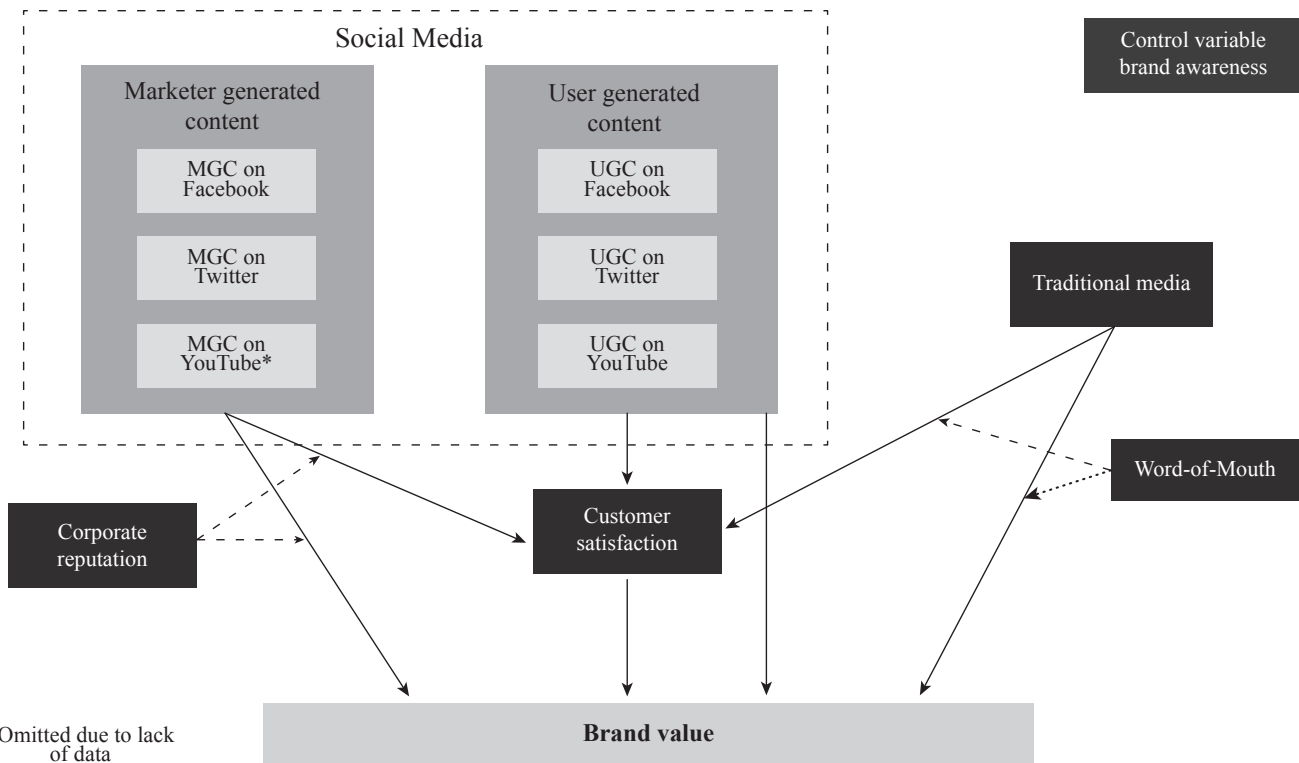 Social Media
Control variable
brand awareness
Marketer generated
content
User generated
content
MGC on
Facebook
UGC on
Facebook
MGC on
Twitter
UGC on
Twitter
Traditional media
MGC on
YouTube*
UGC on
YouTube
Word-of-Mouth
Corporate
reputation
Customer
satisfaction
Brand value
Omitted due to lack
of data